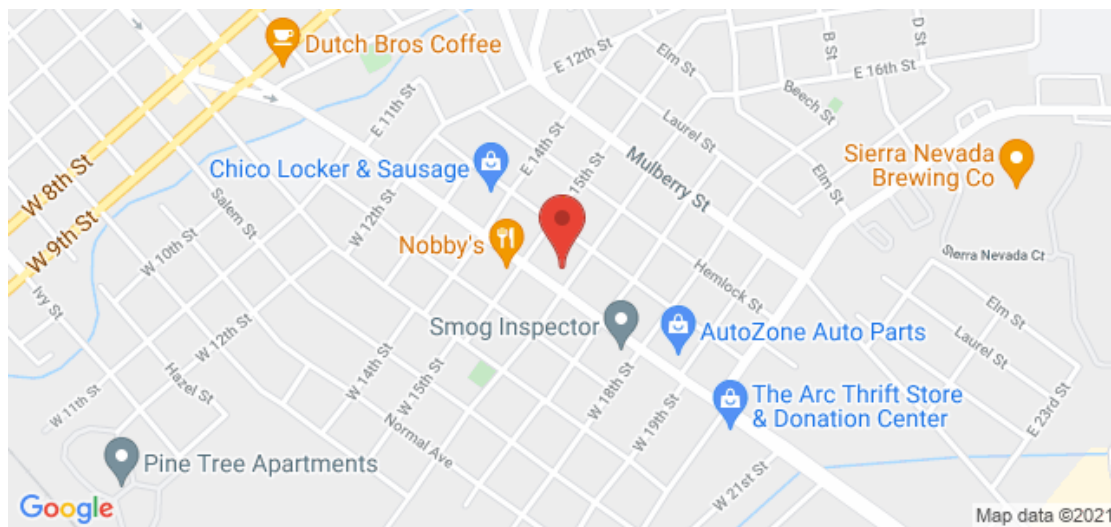 Dutch Bros Coffee
E 12th St
Elm St
B St
D St
E 16th St
Beech St
E 11th St
Laurel St
Chico Locker & Sausage
E 14th St
Mulberry St
Sierra Nevada
Brewing Co
W 8th St
Salem St
W 12th St
15th St
Elm St
W 9th St
W 10th St
Nobby's
Sierra Nevada Ct
Hemlock St
Ivy St
Elm St
Smog Inspector
AutoZone Auto Parts
W 12th St
Laurel St
W 14th St
W 15th St
Hazel St
W 18th St
The Arc Thrift Store
& Donation Center
W 11th St
W 19th St
E 23rd St
Normal Ave
Pine Tree Apartments
W 21st St
Google
Map data ©2021